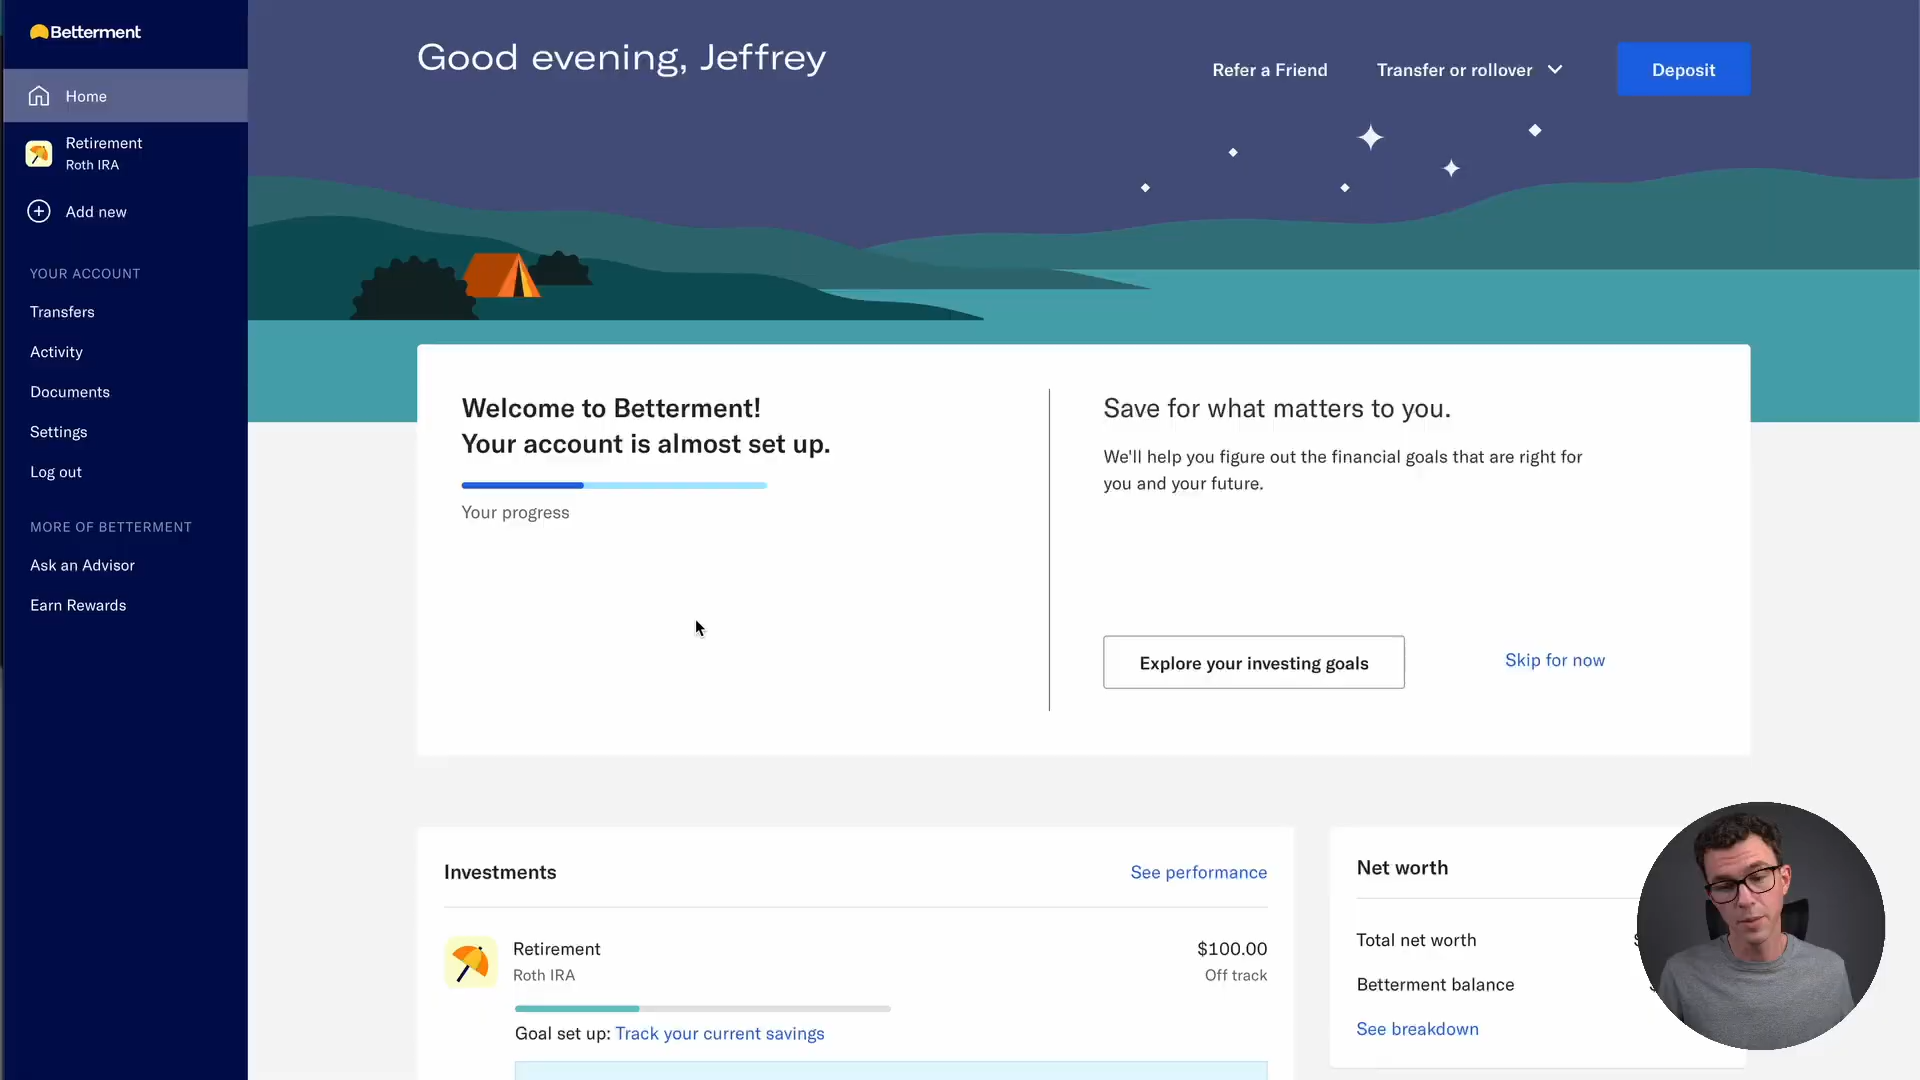 Betterment
Home
Retirement
Roth IRA
Add new
YOUR ACCOUNT
Transfers
Activity
Documents
Settings
Log out
MORE OF BETTERMENT
Ask an Advisor
Earn Rewards
Good evening, Jeffrey
Refer a Friend
Transfer or rollover
Deposit
Welcome to Betterment!
Your account is almost set up.
Your progress
Save for what matters to you.
We'll help you figure out the financial goals that are right for
you and your future.
Explore your investing goals
Skip for now
Investments
See performance
Retirement
$100.00
Roth IRA
Off track
Goal set up: Track your current savings
Net worth
Total net worth
Betterment balance
See breakdown